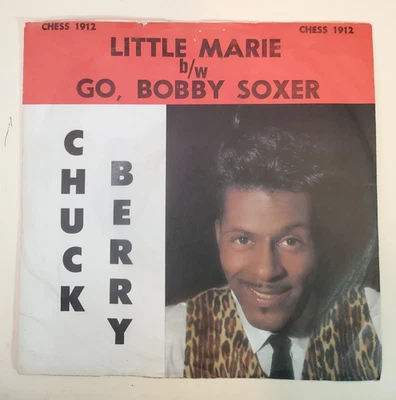 CHESS 1912 CHESS 1912
LITTLE MARIE
b/w
GO, BOBBY SOXER
CHUCK
BERRY